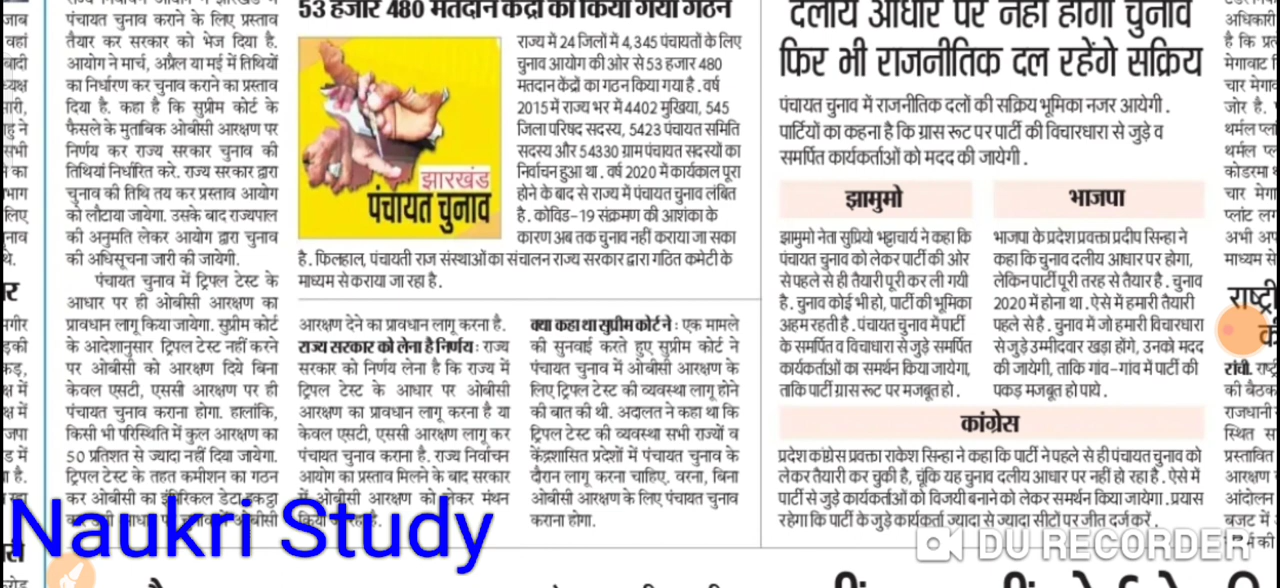 पंचायत चुनाव कराने के लिए प्रस्ताव
तैयार कर सरकार को भेज दिया है.
आयोग ने मार्च, अप्रैल या मई में तिथियों
का निर्धारण कर चुनाव कराने का प्रस्ताव
दिया है. कहा है कि सुप्रीम कोर्ट के
फैसले के मुताबिक ओबीसी आरक्षण पर
निर्णय कर राज्य सरकार चुनाव की
तिथियां निर्धारित करे. राज्य सरकार द्वारा
चुनाव की तिथि तय कर प्रस्ताव आयोग
को लौटाया जायेगा. उसके बाद राज्यपाल
की अनुमति लेकर आयोग द्वारा चुनाव
की अधिसूचना जारी की जायेगी.
पंचायत चुनाव में ट्रिपल टेस्ट के
आधार पर ही ओबीसी आरक्षण का
प्रावधान लागू किया जायेगा. सुप्रीम कोर्ट
के आदेशानुसार ट्रिपल टेस्ट नहीं करने
पर ओबीसी को आरक्षण दिये बिना
केवल एसटी, एससी आरक्षण पर ही
पंचायत चुनाव कराना होगा. हालांकि,
किसी भी परिस्थिति में कुल आरक्षण का
50 प्रतिशत से ज्यादा नहीं दिया जायेगा.
ट्रिपल टेस्ट के तहत कमीशन का गठन
कर ओबीसी का इंपिरिकल डेटा इकट्ठा
53 हजार 480 मतदान केंद्रों का किया गया गठन
झारखंड
पंचायत चुनाव
राज्य में 24 जिलों में 4,345 पंचायतों के लिए
चुनाव आयोग की ओर से 53 हजार 480
मतदान केंद्रों का गठन किया गया है. वर्ष
2015 में राज्य भर में 4402 मुखिया, 545
जिला परिषद सदस्य, 5423 पंचायत समिति
सदस्य और 54330 ग्राम पंचायत सदस्यों का
निर्वाचन हुआ था. वर्ष 2020 में कार्यकाल पूरा
होने के बाद से राज्य में पंचायत चुनाव लंबित
है. कोविड-19 संक्रमण की आशंका के
कारण अब तक चुनाव नहीं कराया जा सका
है. फिलहाल, पंचायती राज संस्थाओं का संचालन राज्य सरकार द्वारा गठित कमेटी के
माध्यम से कराया जा रहा है.
आरक्षण देने का प्रावधान लागू करना है.
राज्य सरकार को लेना है निर्णय : राज्य
सरकार को निर्णय लेना है कि राज्य में
ट्रिपल टेस्ट के आधार पर ओबीसी
आरक्षण का प्रावधान लागू करना है या
केवल एसटी, एससी आरक्षण लागू कर
पंचायत चुनाव कराना है. राज्य निर्वाचन
आयोग का प्रस्ताव मिलने के बाद सरकार
में ओबीसी आरक्षण को लेकर मंथन
किया जा रहा है.
क्या कहा था सुप्रीम कोर्ट ने : एक मामले
की सुनवाई करते हुए सुप्रीम कोर्ट ने
पंचायत चुनाव में ओबीसी आरक्षण के
लिए ट्रिपल टेस्ट की व्यवस्था लागू होने
की बात की थी. अदालत ने कहा था कि
ट्रिपल टेस्ट की व्यवस्था सभी राज्यों व
केंद्रशासित प्रदेशों में पंचायत चुनाव के
दौरान लागू करना चाहिए. वरना, बिना
ओबीसी आरक्षण के लिए पंचायत चुनाव
कराना होगा.
दलीय आधार पर नहीं होगा चुनाव
फिर भी राजनीतिक दल रहेंगे सक्रिय
पंचायत चुनाव में राजनीतिक दलों की सक्रिय भूमिका नजर आयेगी.
पार्टियों का कहना है कि ग्रास रूट पर पार्टी की विचारधारा से जुड़े व
समर्पित कार्यकर्ताओं को मदद की जायेगी.
झामुमो
झामुमो नेता सुप्रियो भट्टाचार्य ने कहा कि
पंचायत चुनाव को लेकर पार्टी की ओर
से पहले से ही तैयारी पूरी कर ली गयी
है. चुनाव कोई भी हो, पार्टी की भूमिका
अहम रहती है. पंचायत चुनाव में पार्टी
के समर्पित व विचाधारा से जुड़े समर्पित
कार्यकर्ताओं का समर्थन किया जायेगा,
ताकि पार्टी ग्रास रूट पर मजबूत हो.
भाजपा
भाजपा के प्रदेश प्रवक्ता प्रदीप सिन्हा ने
कहा कि चुनाव दलीय आधार पर होगा,
लेकिन पार्टी पूरी तरह से तैयार है. चुनाव
2020 में होना था. ऐसे में हमारी तैयारी
पहले से है. चुनाव में जो हमारी विचारधारा
से जुड़े उम्मीदवार खड़ा होंगे, उनको मदद
की जायेगी, ताकि गांव-गांव में पार्टी की
पकड़ मजबूत हो पाये.
कांग्रेस
प्रदेश कांग्रेस प्रवक्ता राकेश सिन्हा ने कहा कि पार्टी ने पहले से ही पंचायत चुनाव को
लेकर तैयारी कर चुकी है, चूंकि यह चुनाव दलीय आधार पर नहीं हो रहा है. ऐसे में
पार्टी से जुड़े कार्यकर्ताओं को विजयी बनाने को लेकर समर्थन किया जायेगा. प्रयास
रहेगा कि पार्टी के जुड़े कार्यकर्ता ज्यादा से ज्यादा सीटों पर जीत दर्ज करें.
Naukri Study
DU RECORDER